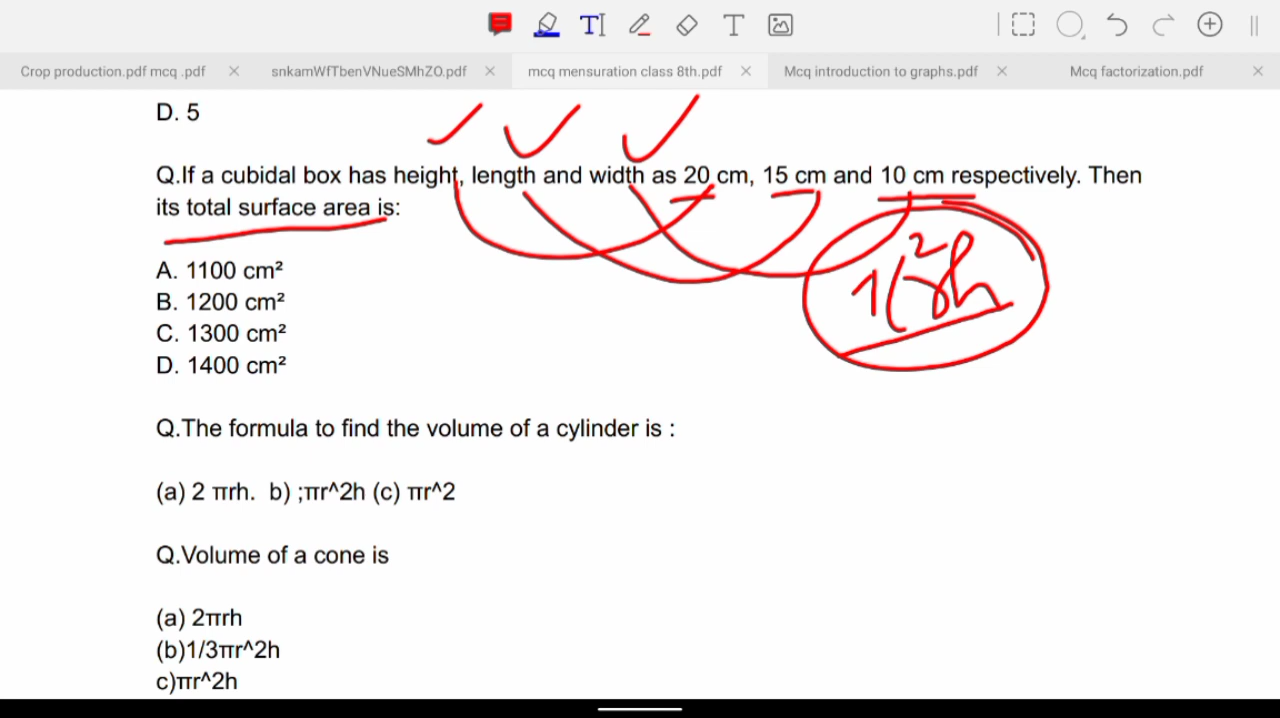 Crop production.pdf mcq .pdf
snkamWfTbenVNueSMhZO.pdf
mcq mensuration class 8th.pdf
Mcq introduction to graphs.pdf
Mcq factorization.pdf
D. 5
Q.If a cubidal box has height, length and width as 20 cm, 15 cm and 10 cm respectively. Then
its total surface area is:
A. 1100 cm²
B. 1200 cm²
C. 1300 cm²
D. 1400 cm²
Q.The formula to find the volume of a cylinder is :
(a) 2 πrh. b) ;πr^2h (c) πr^2
Q.Volume of a cone is
(a) 2πrh
(b)1/3πr^2h
c)πr^2h